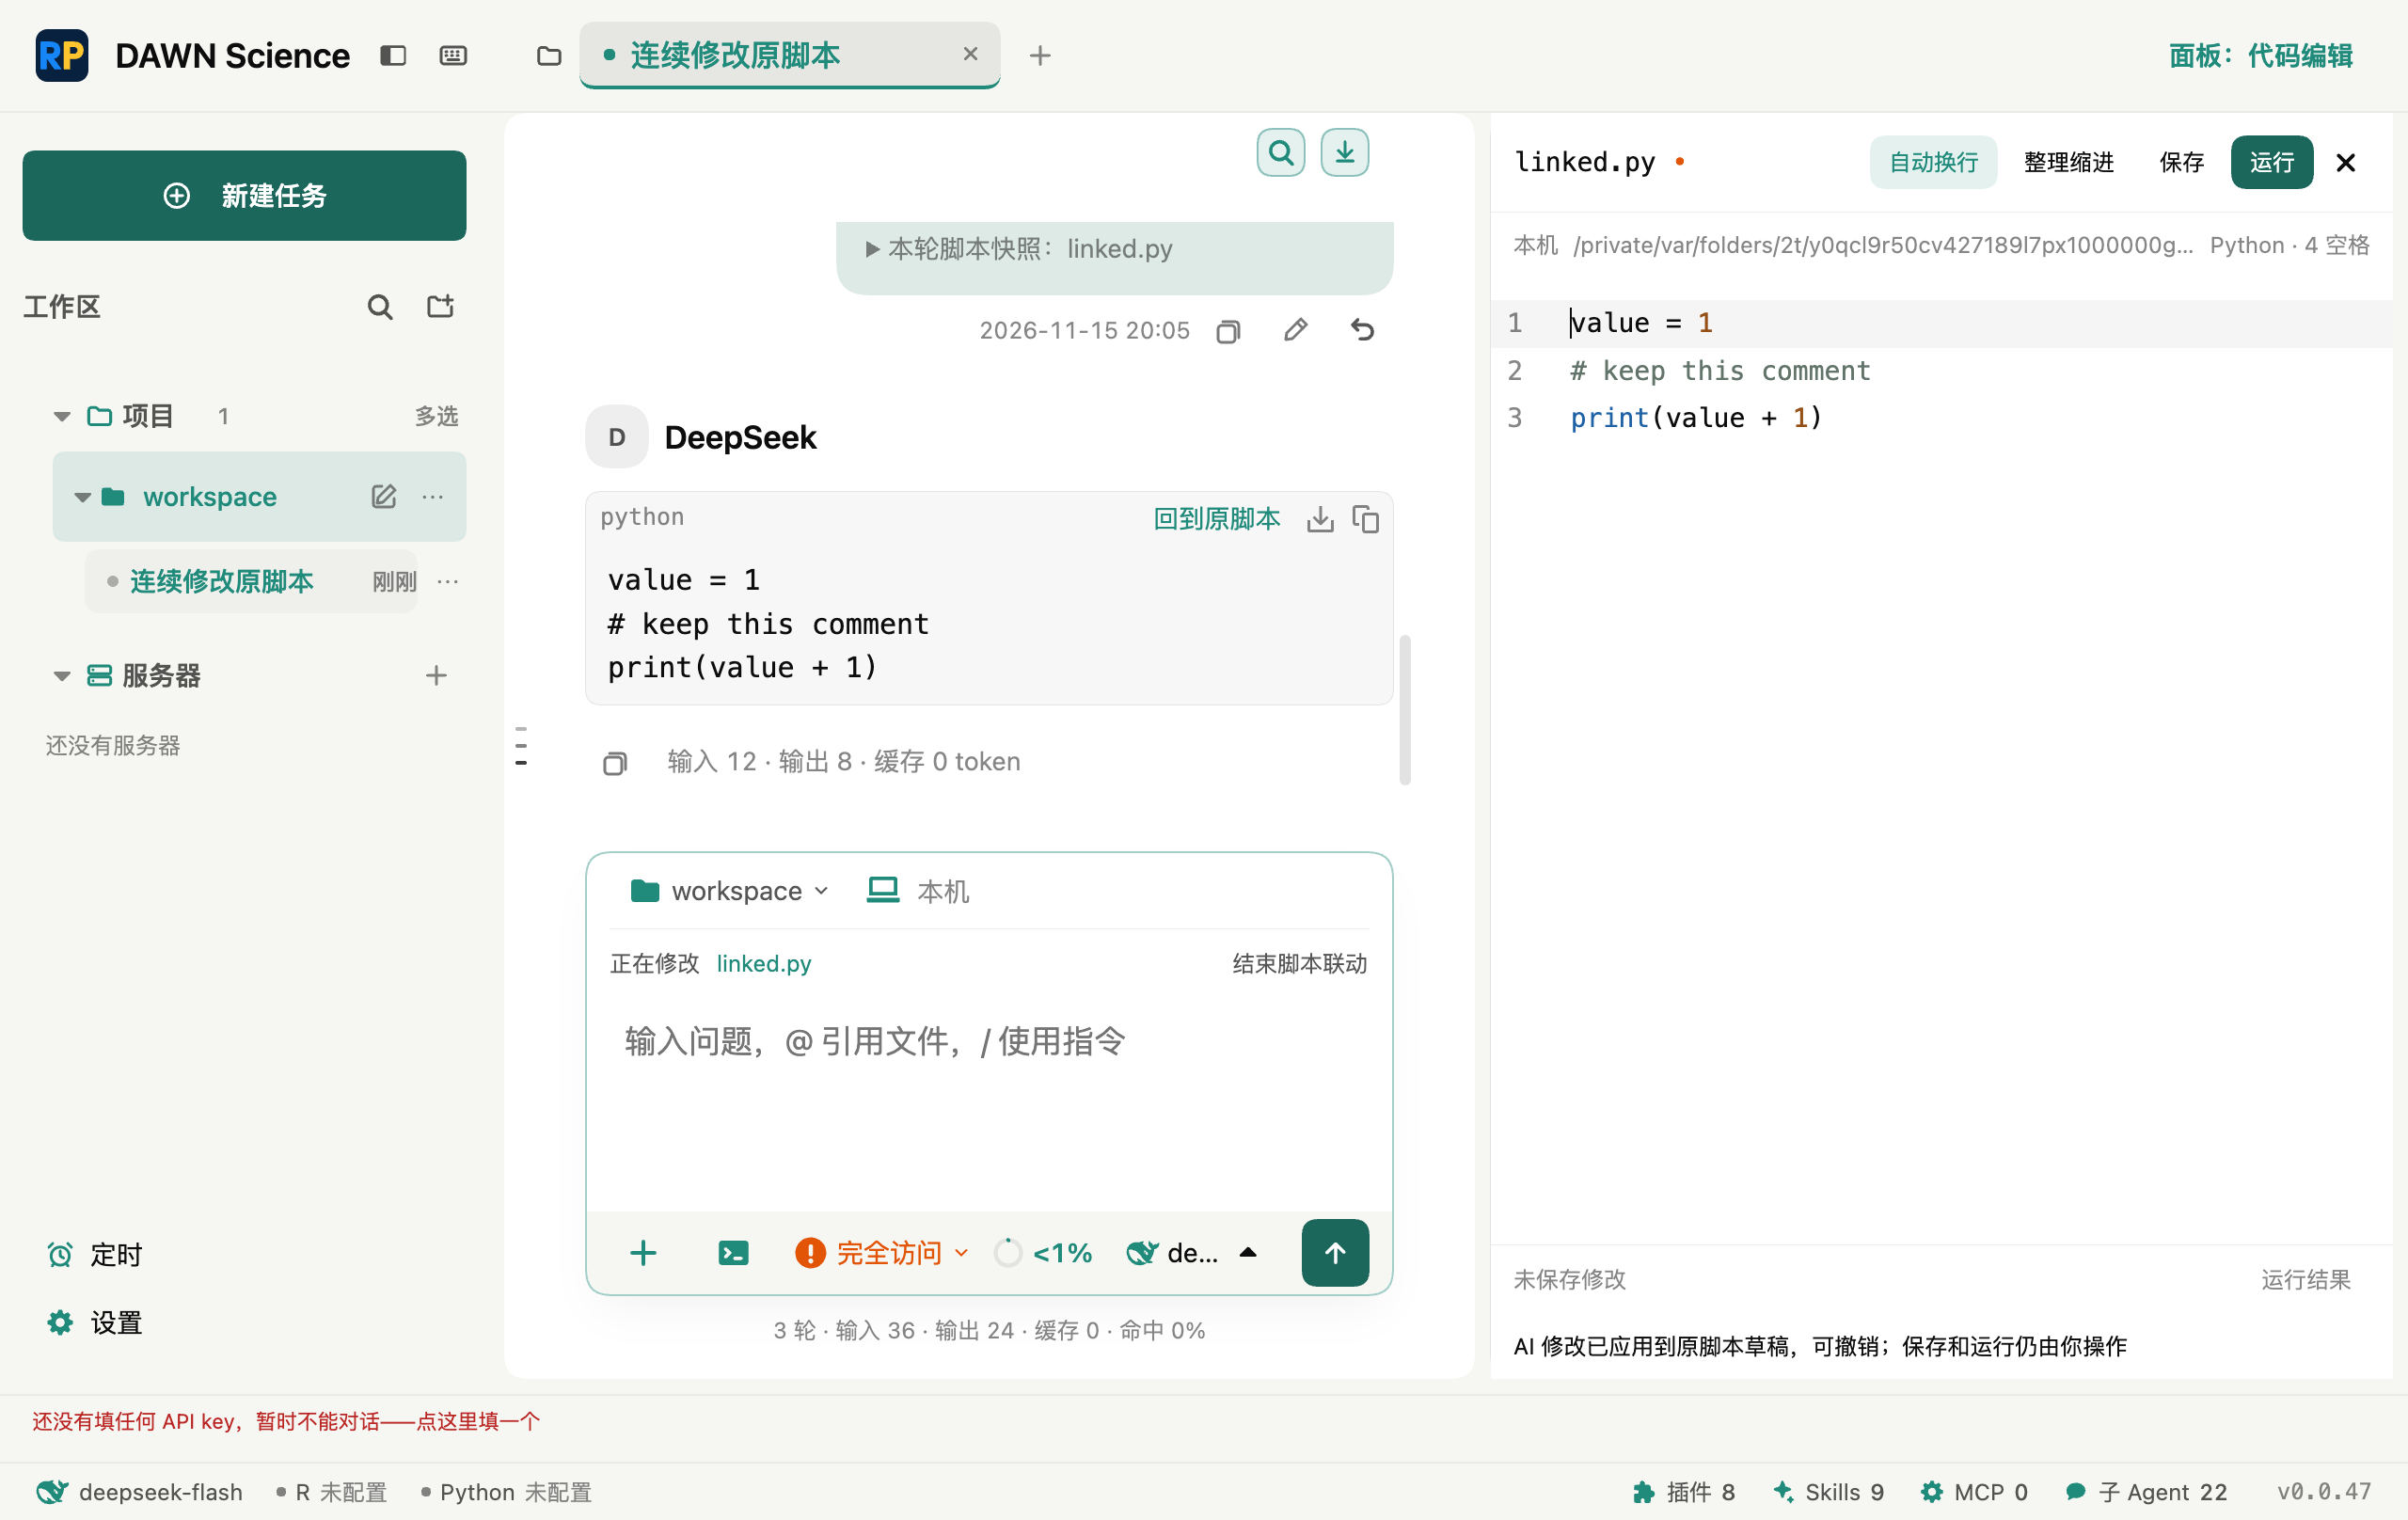 RP DAWN Science
连续修改原脚本
面板：代码编辑
新建任务
工作区
项目 1 多选
workspace
连续修改原脚本 刚刚
服务器
还没有服务器
定时
设置
本轮脚本快照：linked.py
2026-11-15 20:05
D DeepSeek
python 回到原脚本
value = 1
# keep this comment
print(value + 1)
输入 12 · 输出 8 · 缓存 0 token
workspace 本机
正在修改 linked.py 结束脚本联动
输入问题，@ 引用文件，/ 使用指令
完全访问 <1% de...
3 轮 · 输入 36 · 输出 24 · 缓存 0 · 命中 0%
linked.py 自动换行 整理缩进 保存 运行
本机 /private/var/folders/2t/y0qcl9r50cv427189l7px1000000g... Python · 4 空格
1 value = 1
2 # keep this comment
3 print(value + 1)
未保存修改 运行结果
AI 修改已应用到原脚本草稿，可撤销；保存和运行仍由你操作
还没有填任何 API key，暂时不能对话——点这里填一个
deepseek-flash R 未配置 Python 未配置 插件 8 Skills 9 MCP 0 子 Agent 22 v0.0.47